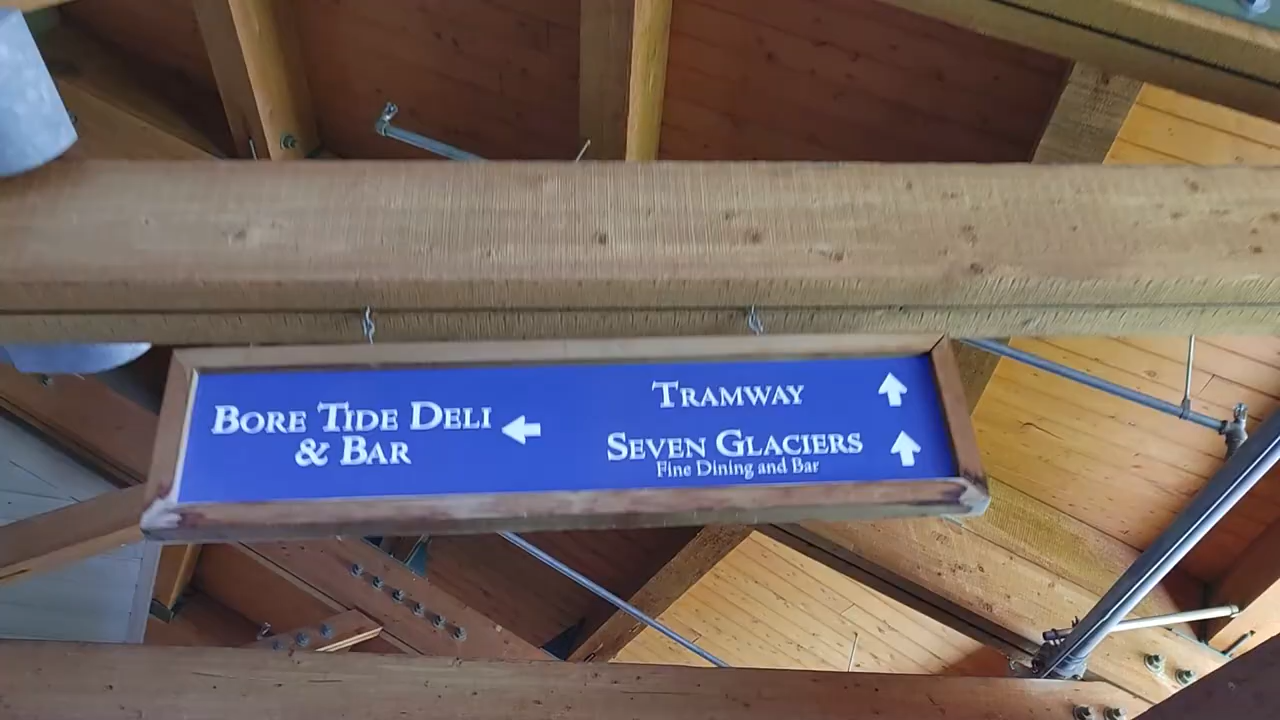 BORE TIDE DELI
& BAR
TRAMWAY
SEVEN GLACIERS
Fine Dining and Bar